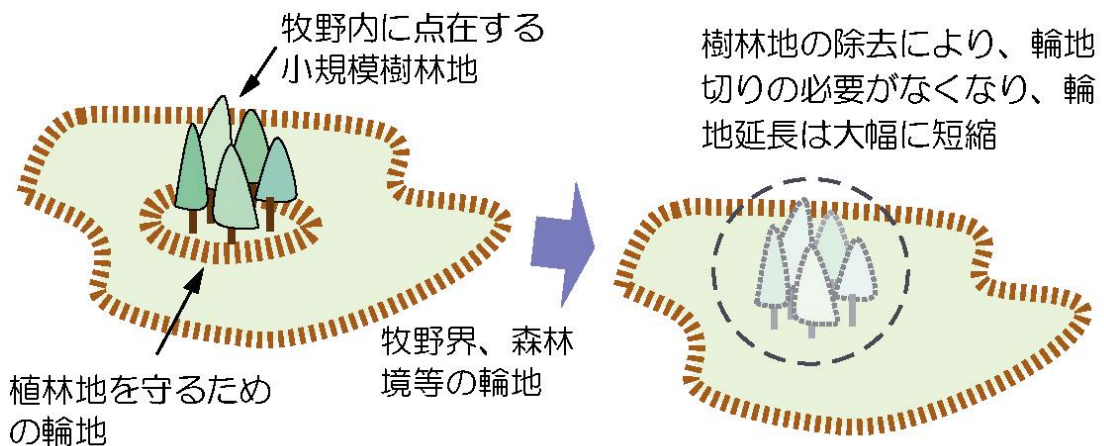 牧野内に点在する
小規模樹林地
樹林地の除去により、輪地
切りの必要がなくなり、輪
地延長は大幅に短縮
植林地を守るため
の輪地
牧野界、森林
境等の輪地